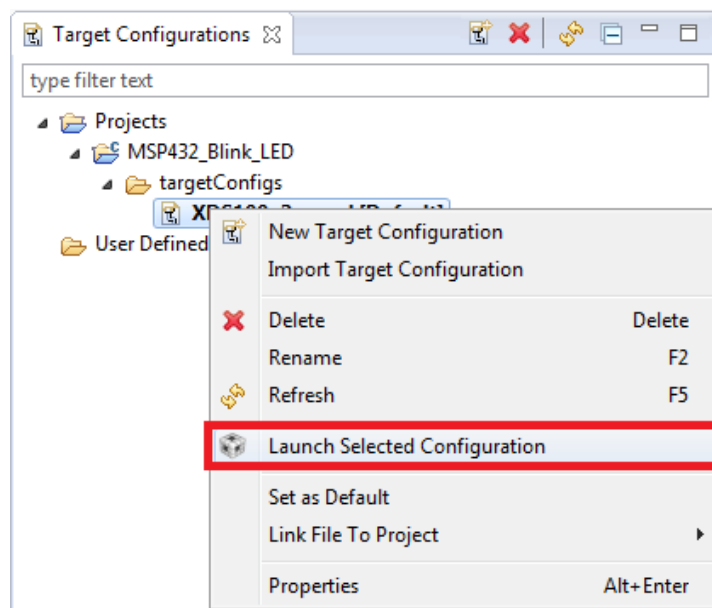 Target Configurations
type filter text
Projects
MSP432_Blink_LED
targetConfigs
User Defined
New Target Configuration
Import Target Configuration
Delete Delete
Rename F2
Refresh F5
Launch Selected Configuration
Set as Default
Link File To Project
Properties Alt+Enter